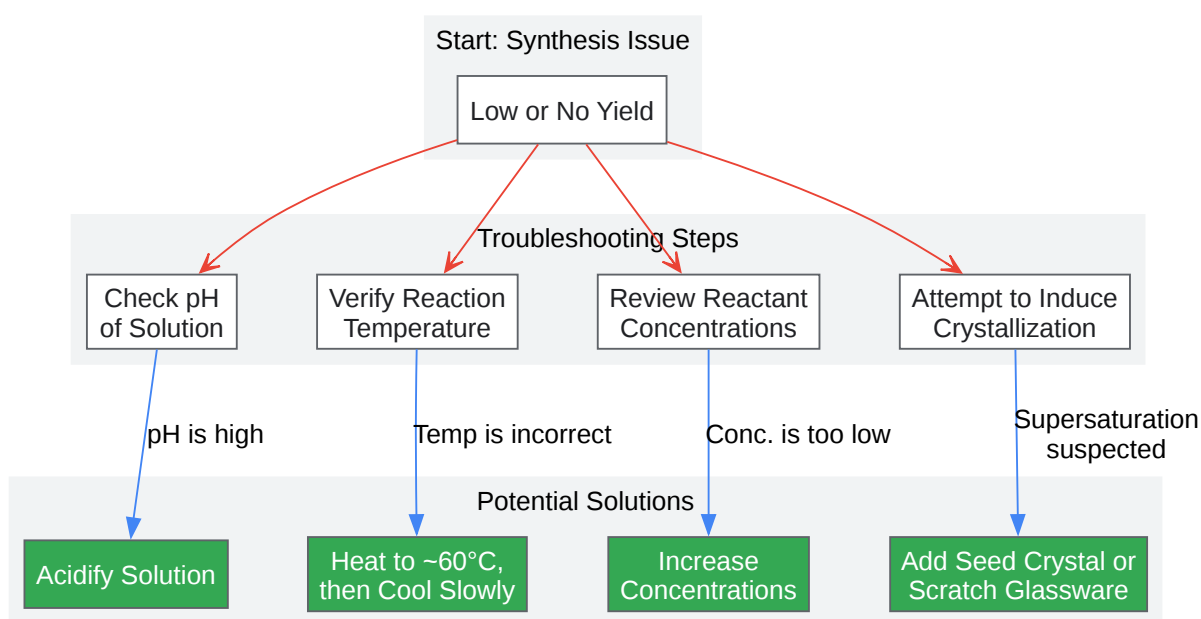 Start: Synthesis Issue
Low or No Yield
Troubleshooting Steps
Check pH
of Solution
Verify Reaction
Temperature
Review Reactant
Concentrations
Attempt to Induce
Crystallization
pH is high
Temp is incorrect
Conc. is too low
Supersaturation
suspected
Potential Solutions
Acidify Solution
Heat to ~60°C,
then Cool Slowly
Increase
Concentrations
Add Seed Crystal or
Scratch Glassware